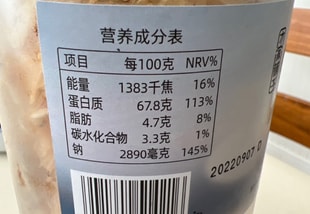 营养成分表
项目 每100克 NRV%
能量 1383千焦 16%
蛋白质 67.8克 113%
脂肪 4.7克 8%
碳水化合物 3.3克 1%
钠 2890毫克 145%
20220907